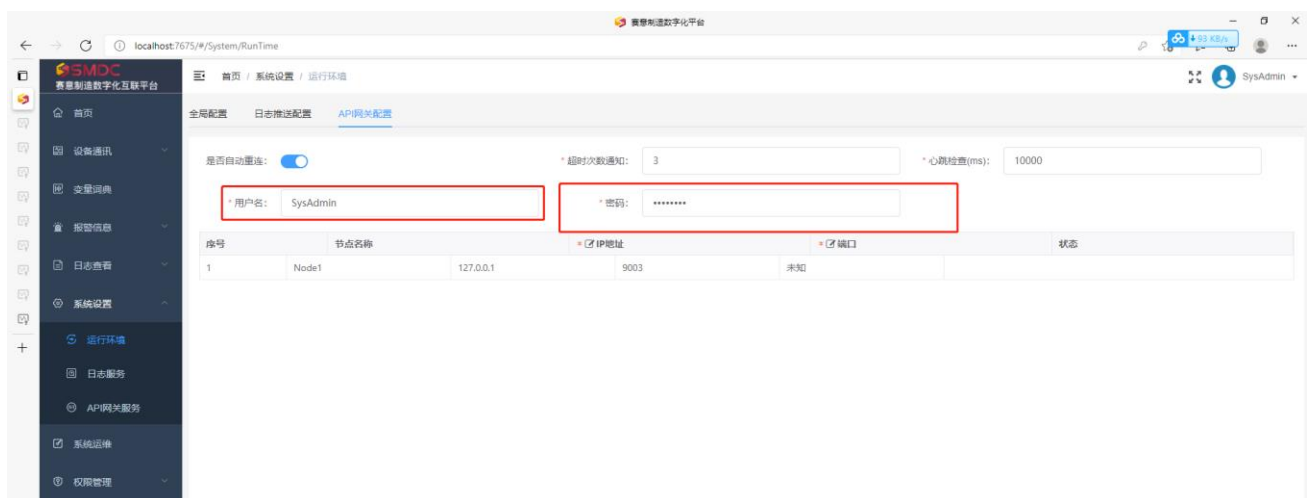 赛意制造数字化平台
localhost:7675/#/System/RunTime
93 KB/s
SMDC
赛意制造数字化互联平台
首页 / 系统设置 / 运行环境
SysAdmin
首页
全局配置 日志推送配置 API网关配置
设备通讯
是否自动重连:
* 超时次数通知: 3
* 心跳检查(ms): 10000
变量词典
* 用户名: SysAdmin
* 密码: ••••••••
报警信息
序号 节点名称 * IP地址 * 端口 状态
日志查看
1 Node1 127.0.0.1 9003 未知
系统设置
运行环境
日志服务
API网关服务
系统运维
权限管理